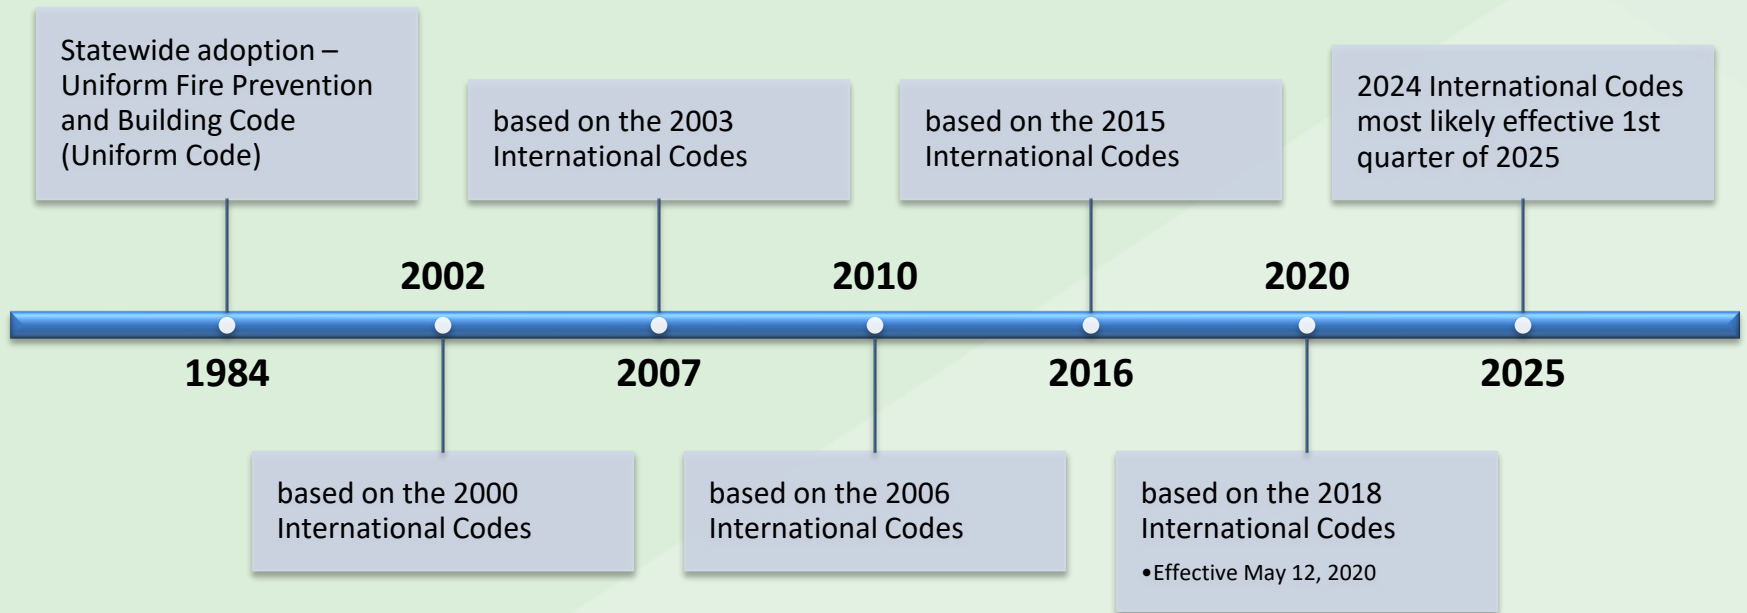 Statewide adoption –
Uniform Fire Prevention
and Building Code
(Uniform Code)
based on the 2003
International Codes
based on the 2015
International Codes
2024 International Codes
most likely effective 1st
quarter of 2025
2002
2010
2020
1984
2007
2016
2025
based on the 2000
International Codes
based on the 2006
International Codes
based on the 2018
International Codes
•Effective May 12, 2020